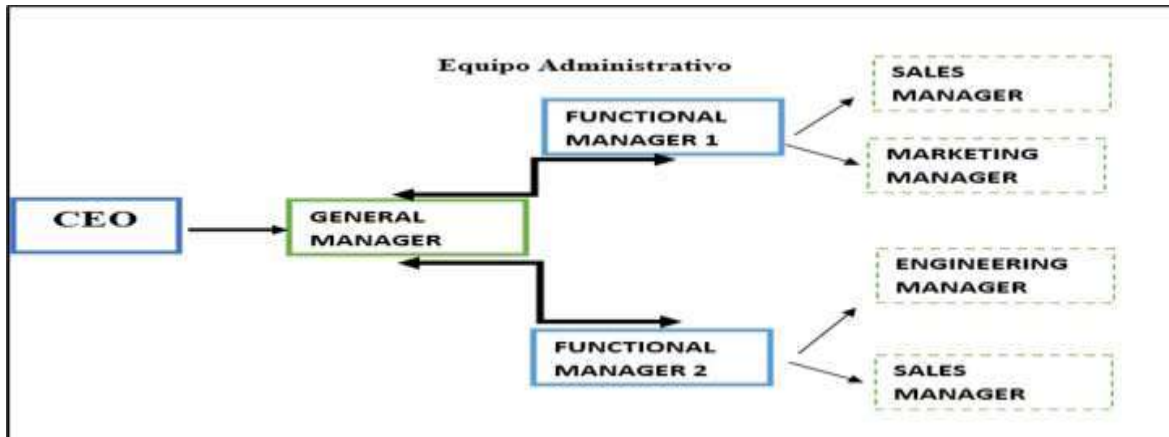 Equipo Administrativo
SALES
MANAGER
FUNCTIONAL
MANAGER 1
MARKETING
MANAGER
CEO
GENERAL
MANAGER
ENGINEERING
MANAGER
FUNCTIONAL
MANAGER 2
SALES
MANAGER